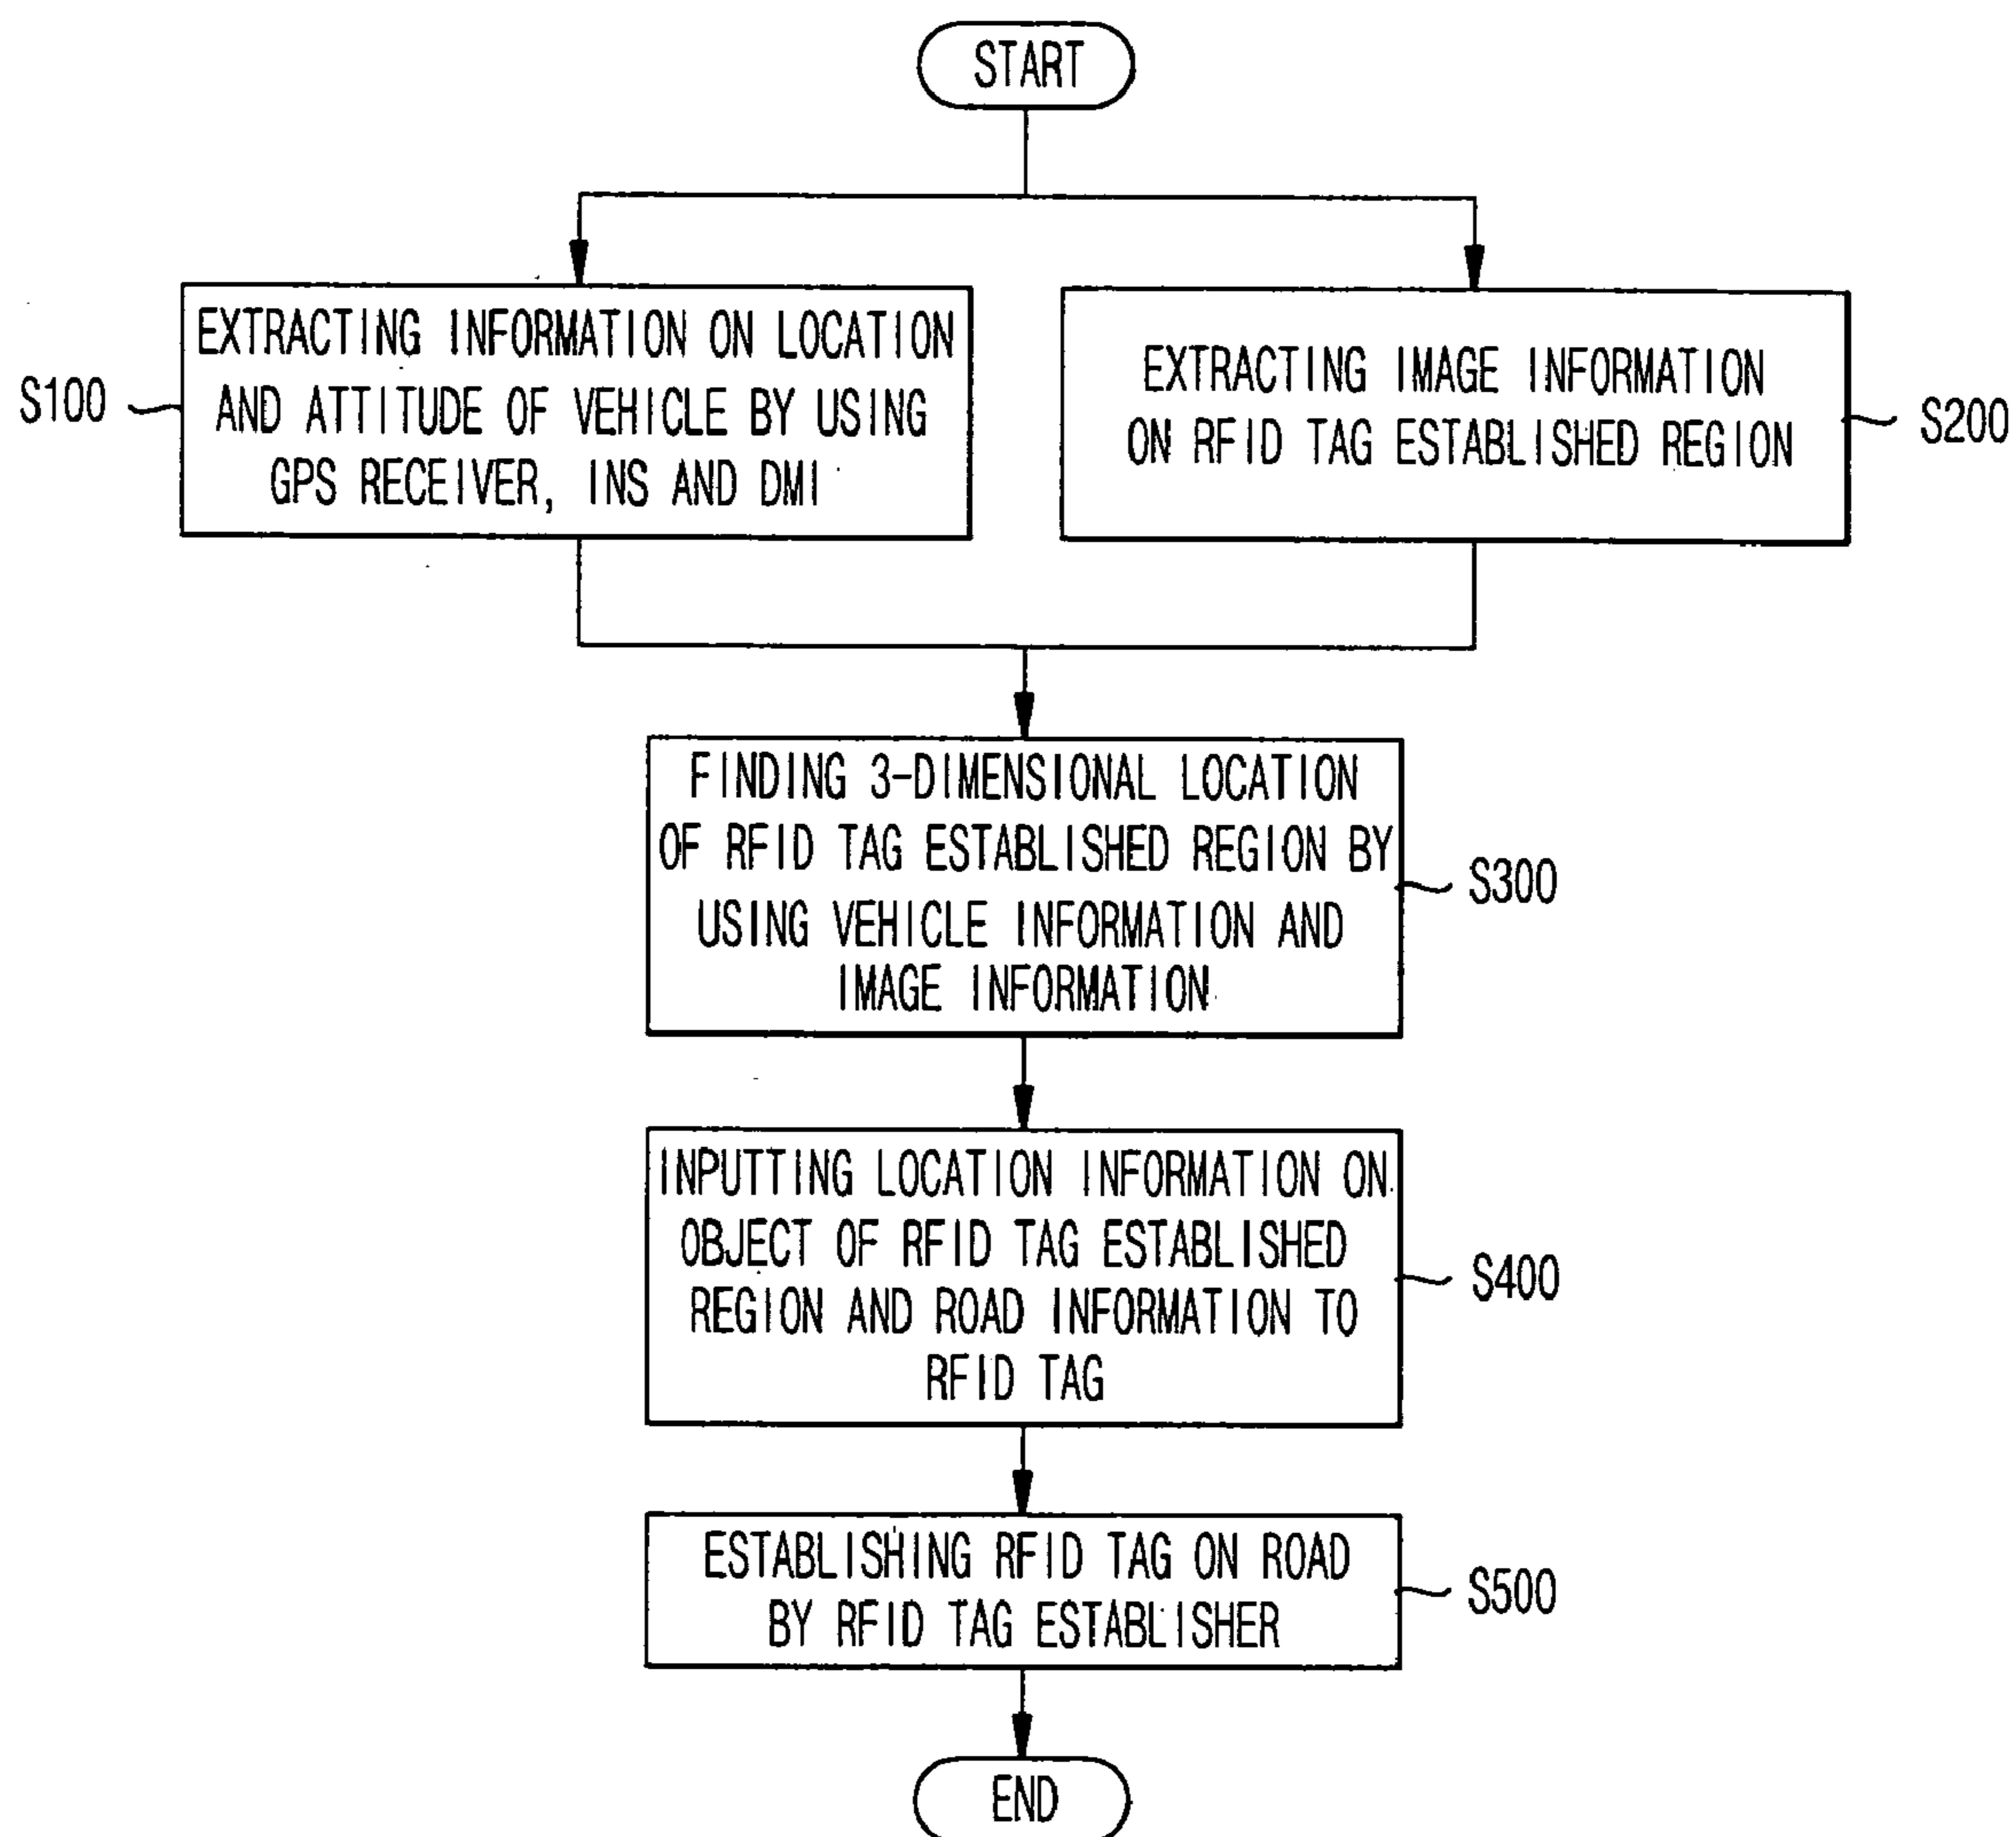 START
EXTRACTING INFORMATION ON LOCATION
AND ATTITUDE OF VEHICLE BY USING
GPS RECEIVER, INS AND DMI
S100
EXTRACTING IMAGE INFORMATION
ON RFID TAG ESTABLISHED REGION
S200
FINDING 3-DIMENSIONAL LOCATION
OF RFID TAG ESTABLISHED REGION BY
USING VEHICLE INFORMATION AND
IMAGE INFORMATION
S300
INPUTTING LOCATION INFORMATION ON
OBJECT OF RFID TAG ESTABLISHED
REGION AND ROAD INFORMATION TO
RFID TAG
S400
ESTABLISHING RFID TAG ON ROAD
BY RFID TAG ESTABLISHER
S500
END